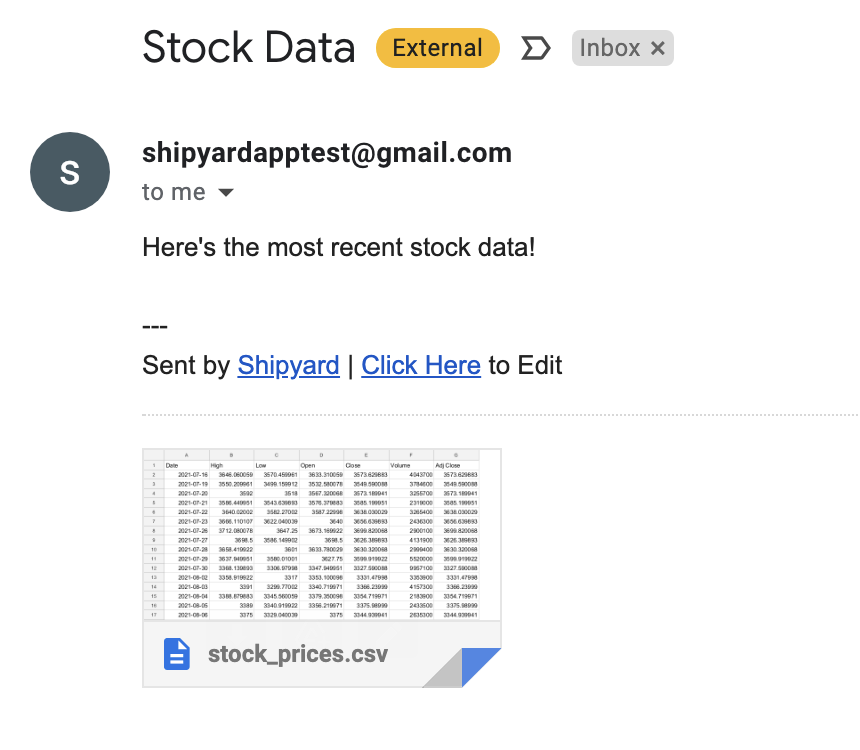 Stock Data External Inbox ×
S
shipyardapptest@gmail.com
to me
Here's the most recent stock data!
---
Sent by Shipyard | Click Here to Edit
A B C D E F G
1 Date High Low Open Close Volume Adj Close
2 2021-07-16 3646.060059 3570.459961 3633.310059 3573.629883 4043700 3573.629883
3 2021-07-19 3550.209961 3499.159912 3532.580078 3549.590088 3784600 3549.590088
4 2021-07-20 3592 3518 3567.320068 3573.189941 3255700 3573.189941
5 2021-07-21 3586.449951 3543.639893 3576.379883 3585.199951 2319000 3585.199951
6 2021-07-22 3640.02002 3582.27002 3587.22998 3638.030029 3265400 3638.030029
7 2021-07-23 3666.110107 3622.040039 3640 3656.639893 2436300 3656.639893
8 2021-07-26 3712.080078 3647.25 3673.169922 3699.820068 2900100 3699.820068
9 2021-07-27 3698.5 3586.149902 3698.5 3626.389893 4131900 3626.389893
10 2021-07-28 3658.419922 3601 3633.780029 3630.320068 2999400 3630.320068
11 2021-07-29 3637.949951 3580.01001 3627.75 3599.919922 5520000 3599.919922
12 2021-07-30 3368.139893 3306.97998 3347.949951 3327.590088 9957100 3327.590088
13 2021-08-02 3358.919922 3317 3353.100098 3331.47998 3353900 3331.47998
14 2021-08-03 3391 3299.77002 3340.719971 3366.23999 4157300 3366.23999
15 2021-08-04 3388.879883 3345.560059 3379.350098 3354.719971 2183900 3354.719971
16 2021-08-05 3389 3340.919922 3356.219971 3375.98999 2433500 3375.98999
17 2021-08-06 3375 3329.040039 3375 3344.939941 2635300 3344.939941
stock_prices.csv